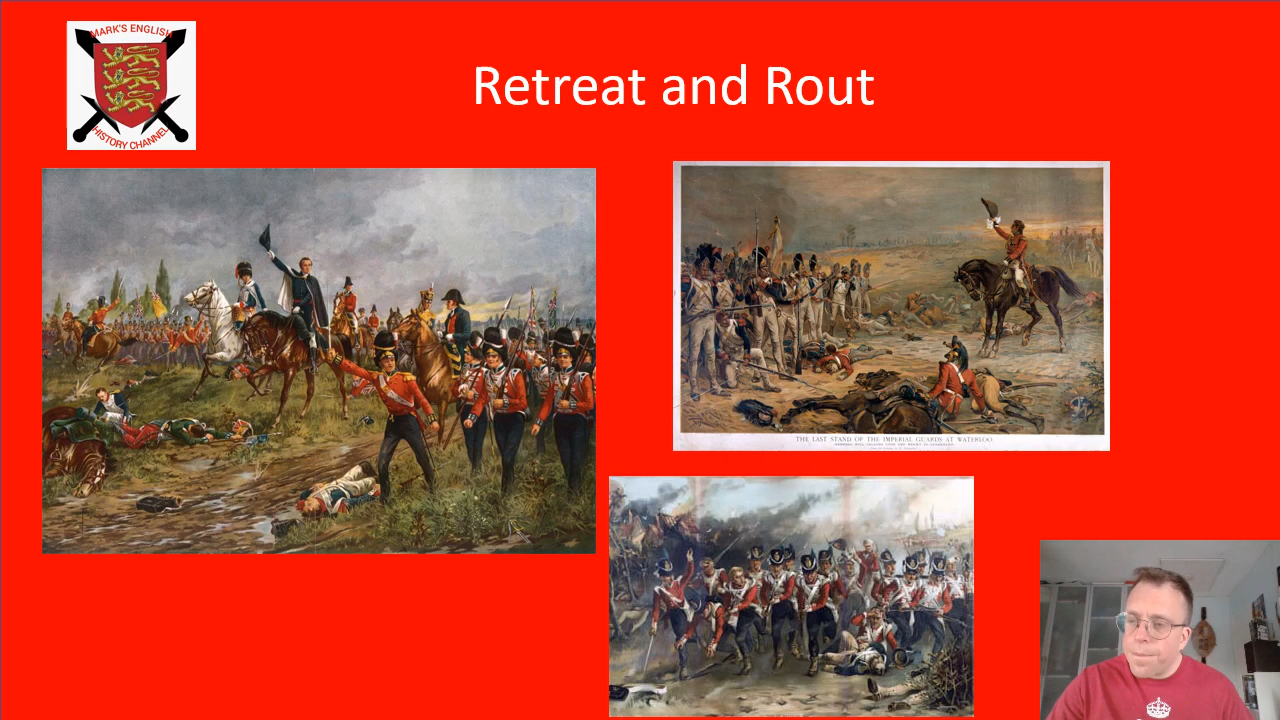 MARK'S ENGLISH
HISTORY CHANNEL
Retreat and Rout
THE LAST STAND OF THE IMPERIAL GUARDS AT WATERLOO.